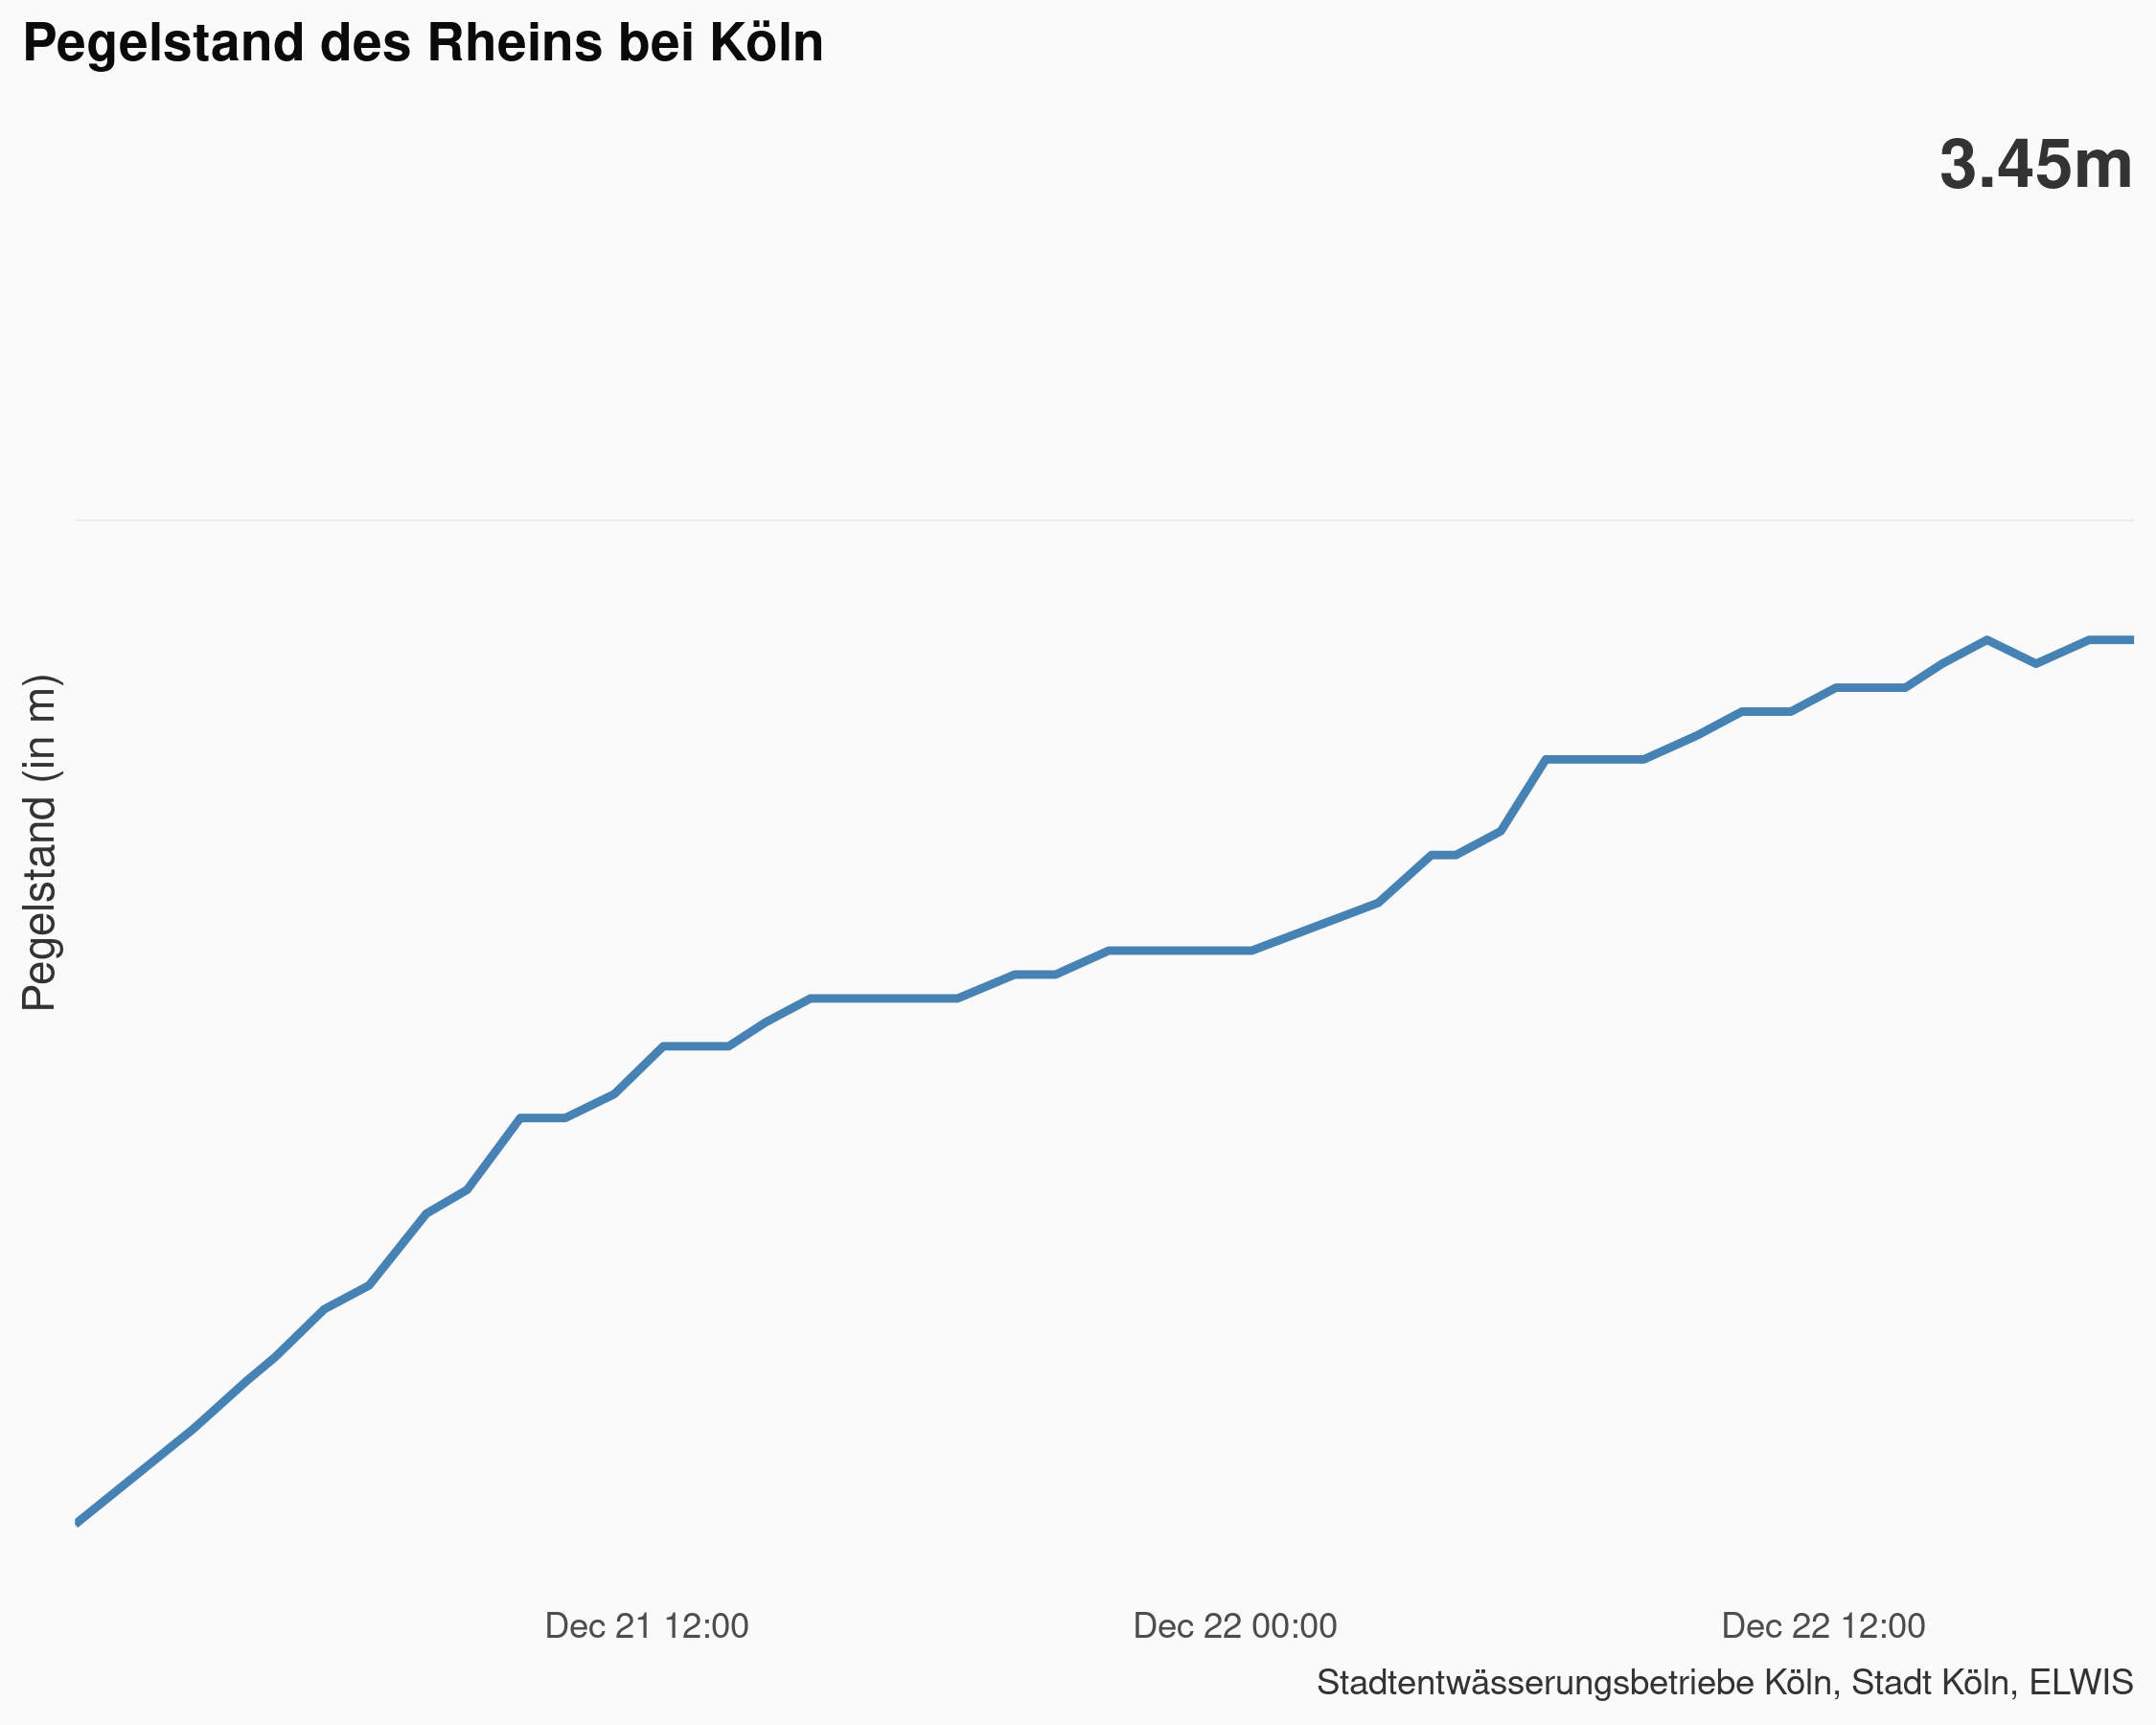 Pegelstand des Rheins bei Köln
3.45m
Pegelstand (in m)
Dec 21 12:00
Dec 22 00:00
Dec 22 12:00
Stadtentwässerungsbetriebe Köln, Stadt Köln, ELWIS